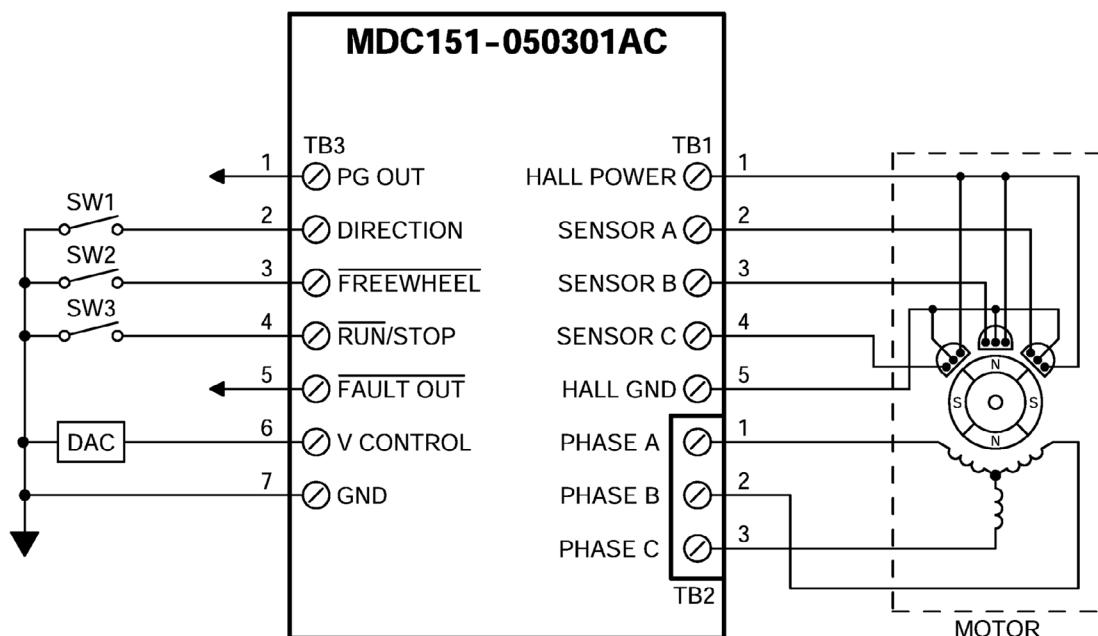 MDC151-050301AC
TB3
TB1
1
PG OUT
HALL POWER
1
SW1
2
DIRECTION
SENSOR A
2
SW2
3
FREEWHEEL
SENSOR B
3
SW3
4
RUN/STOP
SENSOR C
4
5
FAULT OUT
HALL GND
5
N
S
S
N
DAC
6
V CONTROL
PHASE A
1
7
GND
PHASE B
2
PHASE C
3
TB2
MOTOR